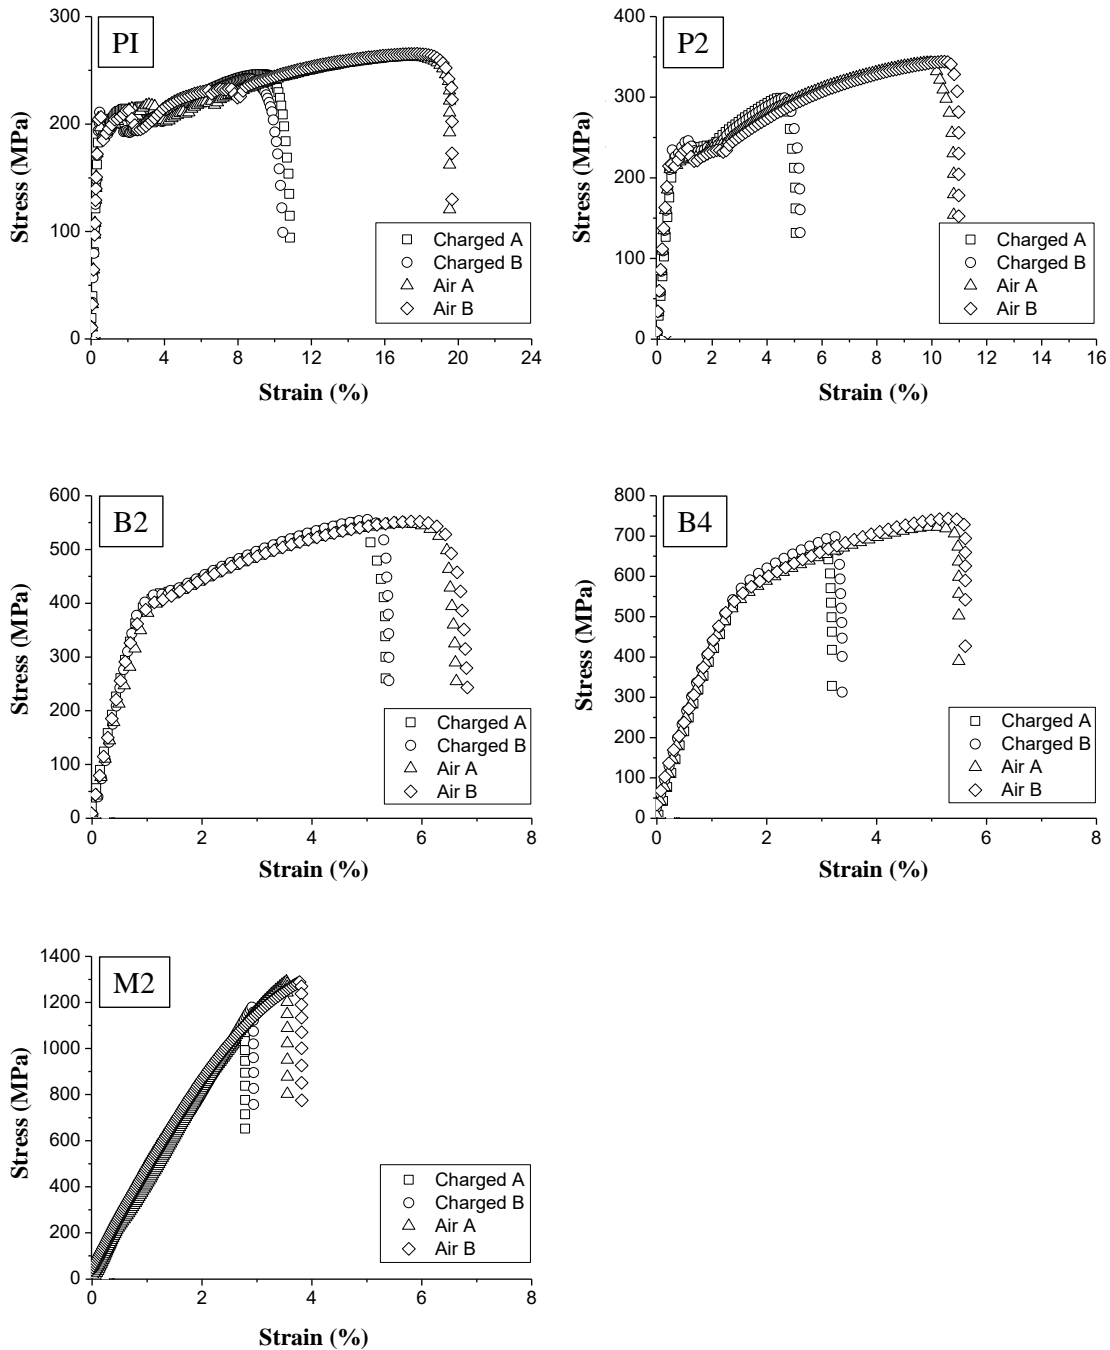 PI
Stress (MPa)
300
200
100
0
0 4 8 12 16 20 24
Strain (%)
Charged A
Charged B
Air A
Air B
P2
Stress (MPa)
400
300
200
100
0
0 2 4 6 8 10 12 14 16
Strain (%)
Charged A
Charged B
Air A
Air B
B2
Stress (MPa)
600
500
400
300
200
100
0
0 2 4 6 8
Strain (%)
Charged A
Charged B
Air A
Air B
B4
Stress (MPa)
800
700
600
500
400
300
200
100
0
0 2 4 6 8
Strain (%)
Charged A
Charged B
Air A
Air B
M2
Stress (MPa)
1400
1200
1000
800
600
400
200
0
0 2 4 6 8
Strain (%)
Charged A
Charged B
Air A
Air B